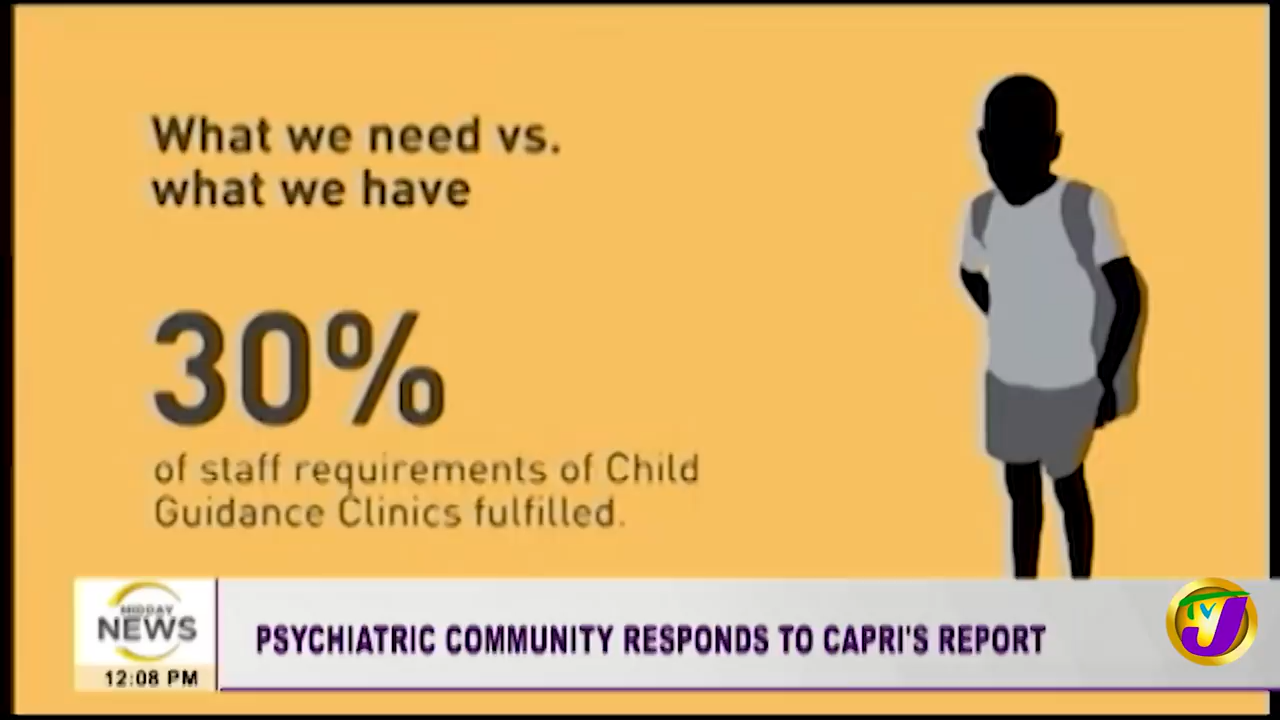 What we need vs.
what we have
30%
of staff requirements of Child
Guidance Clinics fulfilled.
MIDDAY
NEWS
12:08 PM
PSYCHIATRIC COMMUNITY RESPONDS TO CAPRI'S REPORT
TVJ